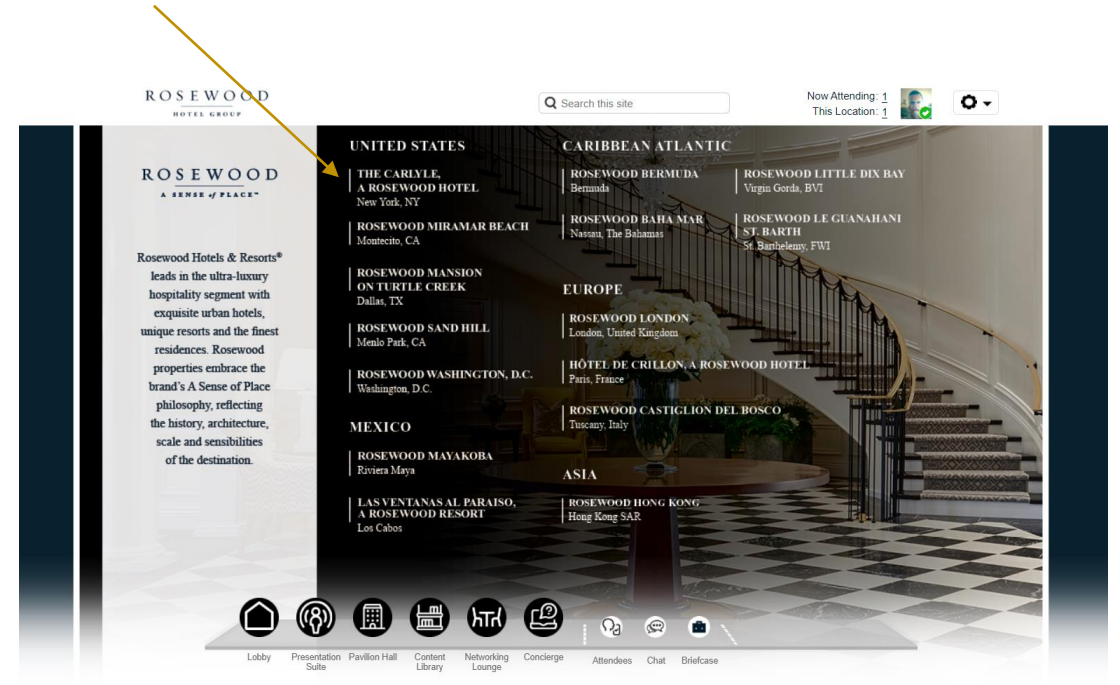 ROSEWOOD
HOTEL GROUP
Search this site
Now Attending: 1
This Location: 1
ROSEWOOD
A SENSE of PLACE™
Rosewood Hotels & Resorts®
leads in the ultra-luxury
hospitality segment with
exquisite urban hotels,
unique resorts and the finest
residences. Rosewood
properties embrace the
brand's A Sense of Place
philosophy, reflecting
the history, architecture,
scale and sensibilities
of the destination.
UNITED STATES
THE CARLYLE,
A ROSEWOOD HOTEL
New York, NY
ROSEWOOD MIRAMAR BEACH
Montecito, CA
ROSEWOOD MANSION
ON TURTLE CREEK
Dallas, TX
ROSEWOOD SAND HILL
Menlo Park, CA
ROSEWOOD WASHINGTON, D.C.
Washington, D.C.
MEXICO
ROSEWOOD MAYAKOBA
Riviera Maya
LAS VENTANAS AL PARAISO,
A ROSEWOOD RESORT
Los Cabos
CARIBBEAN ATLANTIC
ROSEWOOD BERMUDA
Bermuda
ROSEWOOD BAHA MAR
Nassau, The Bahamas
ROSEWOOD LITTLE DIX BAY
Virgin Gorda, BVI
ROSEWOOD LE GUANAHANI
ST. BARTH
St. Barthelemy, FWI
EUROPE
ROSEWOOD LONDON
London, United Kingdom
HÔTEL DE CRILLON, A ROSEWOOD HOTEL
Paris, France
ROSEWOOD CASTIGLION DEL BOSCO
Tuscany, Italy
ASIA
ROSEWOOD HONG KONG
Hong Kong SAR
Lobby
Presentation
Suite
Pavilion Hall
Content
Library
Networking
Lounge
Concierge
Attendees
Chat
Briefcase